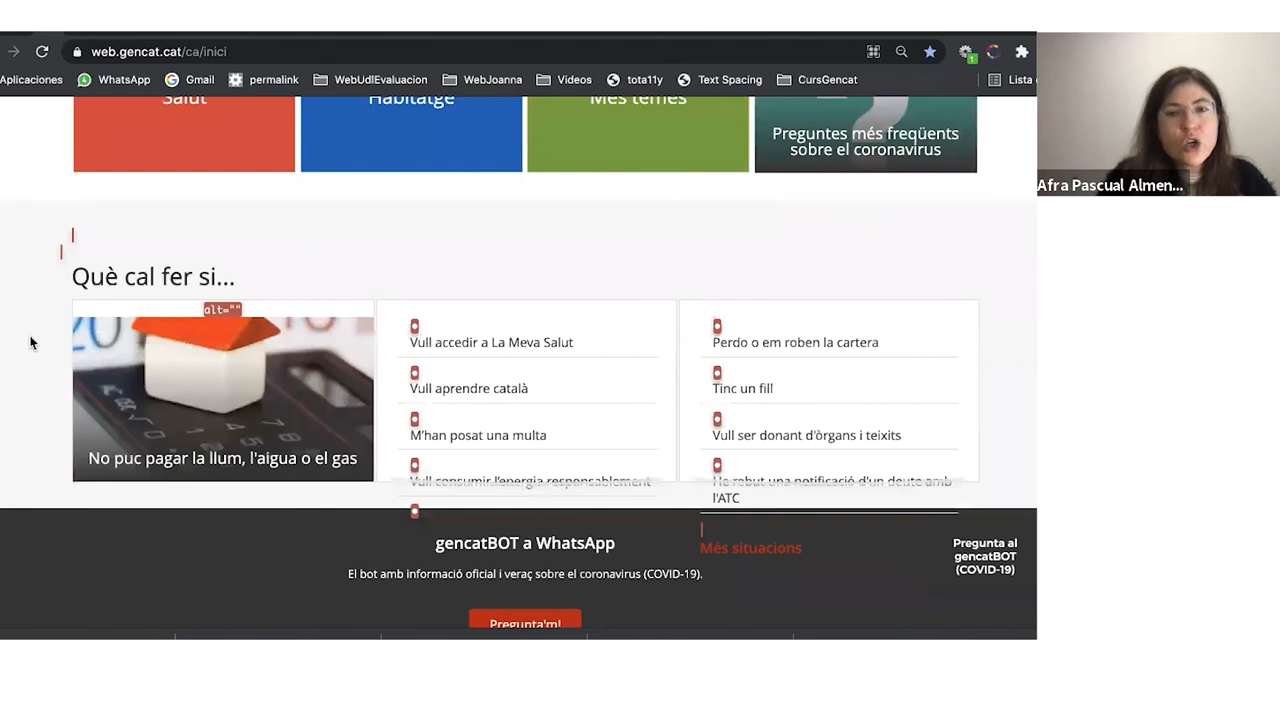 web.gencat.cat/ca/inici
Aplicaciones WhatsApp Gmail permalink WebUdlEvaluacion WebJoanna Videos tota11y Text Spacing CursGencat Lista
Salut
Habitatge
Més temes
Preguntes més freqüents
sobre el coronavirus
Afra Pascual Almen...
Què cal fer si...
alt=""
No puc pagar la llum, l'aigua o el gas
Vull accedir a La Meva Salut
Vull aprendre català
M'han posat una multa
Vull consumir l'energia responsablement
Perdo o em roben la cartera
Tinc un fill
Vull ser donant d'òrgans i teixits
He rebut una notificació d'un deute amb
l'ATC
Més situacions
gencatBOT a WhatsApp
El bot amb informació oficial i veraç sobre el coronavirus (COVID-19).
Pregunta'm!
Pregunta al
gencatBOT
(COVID-19)